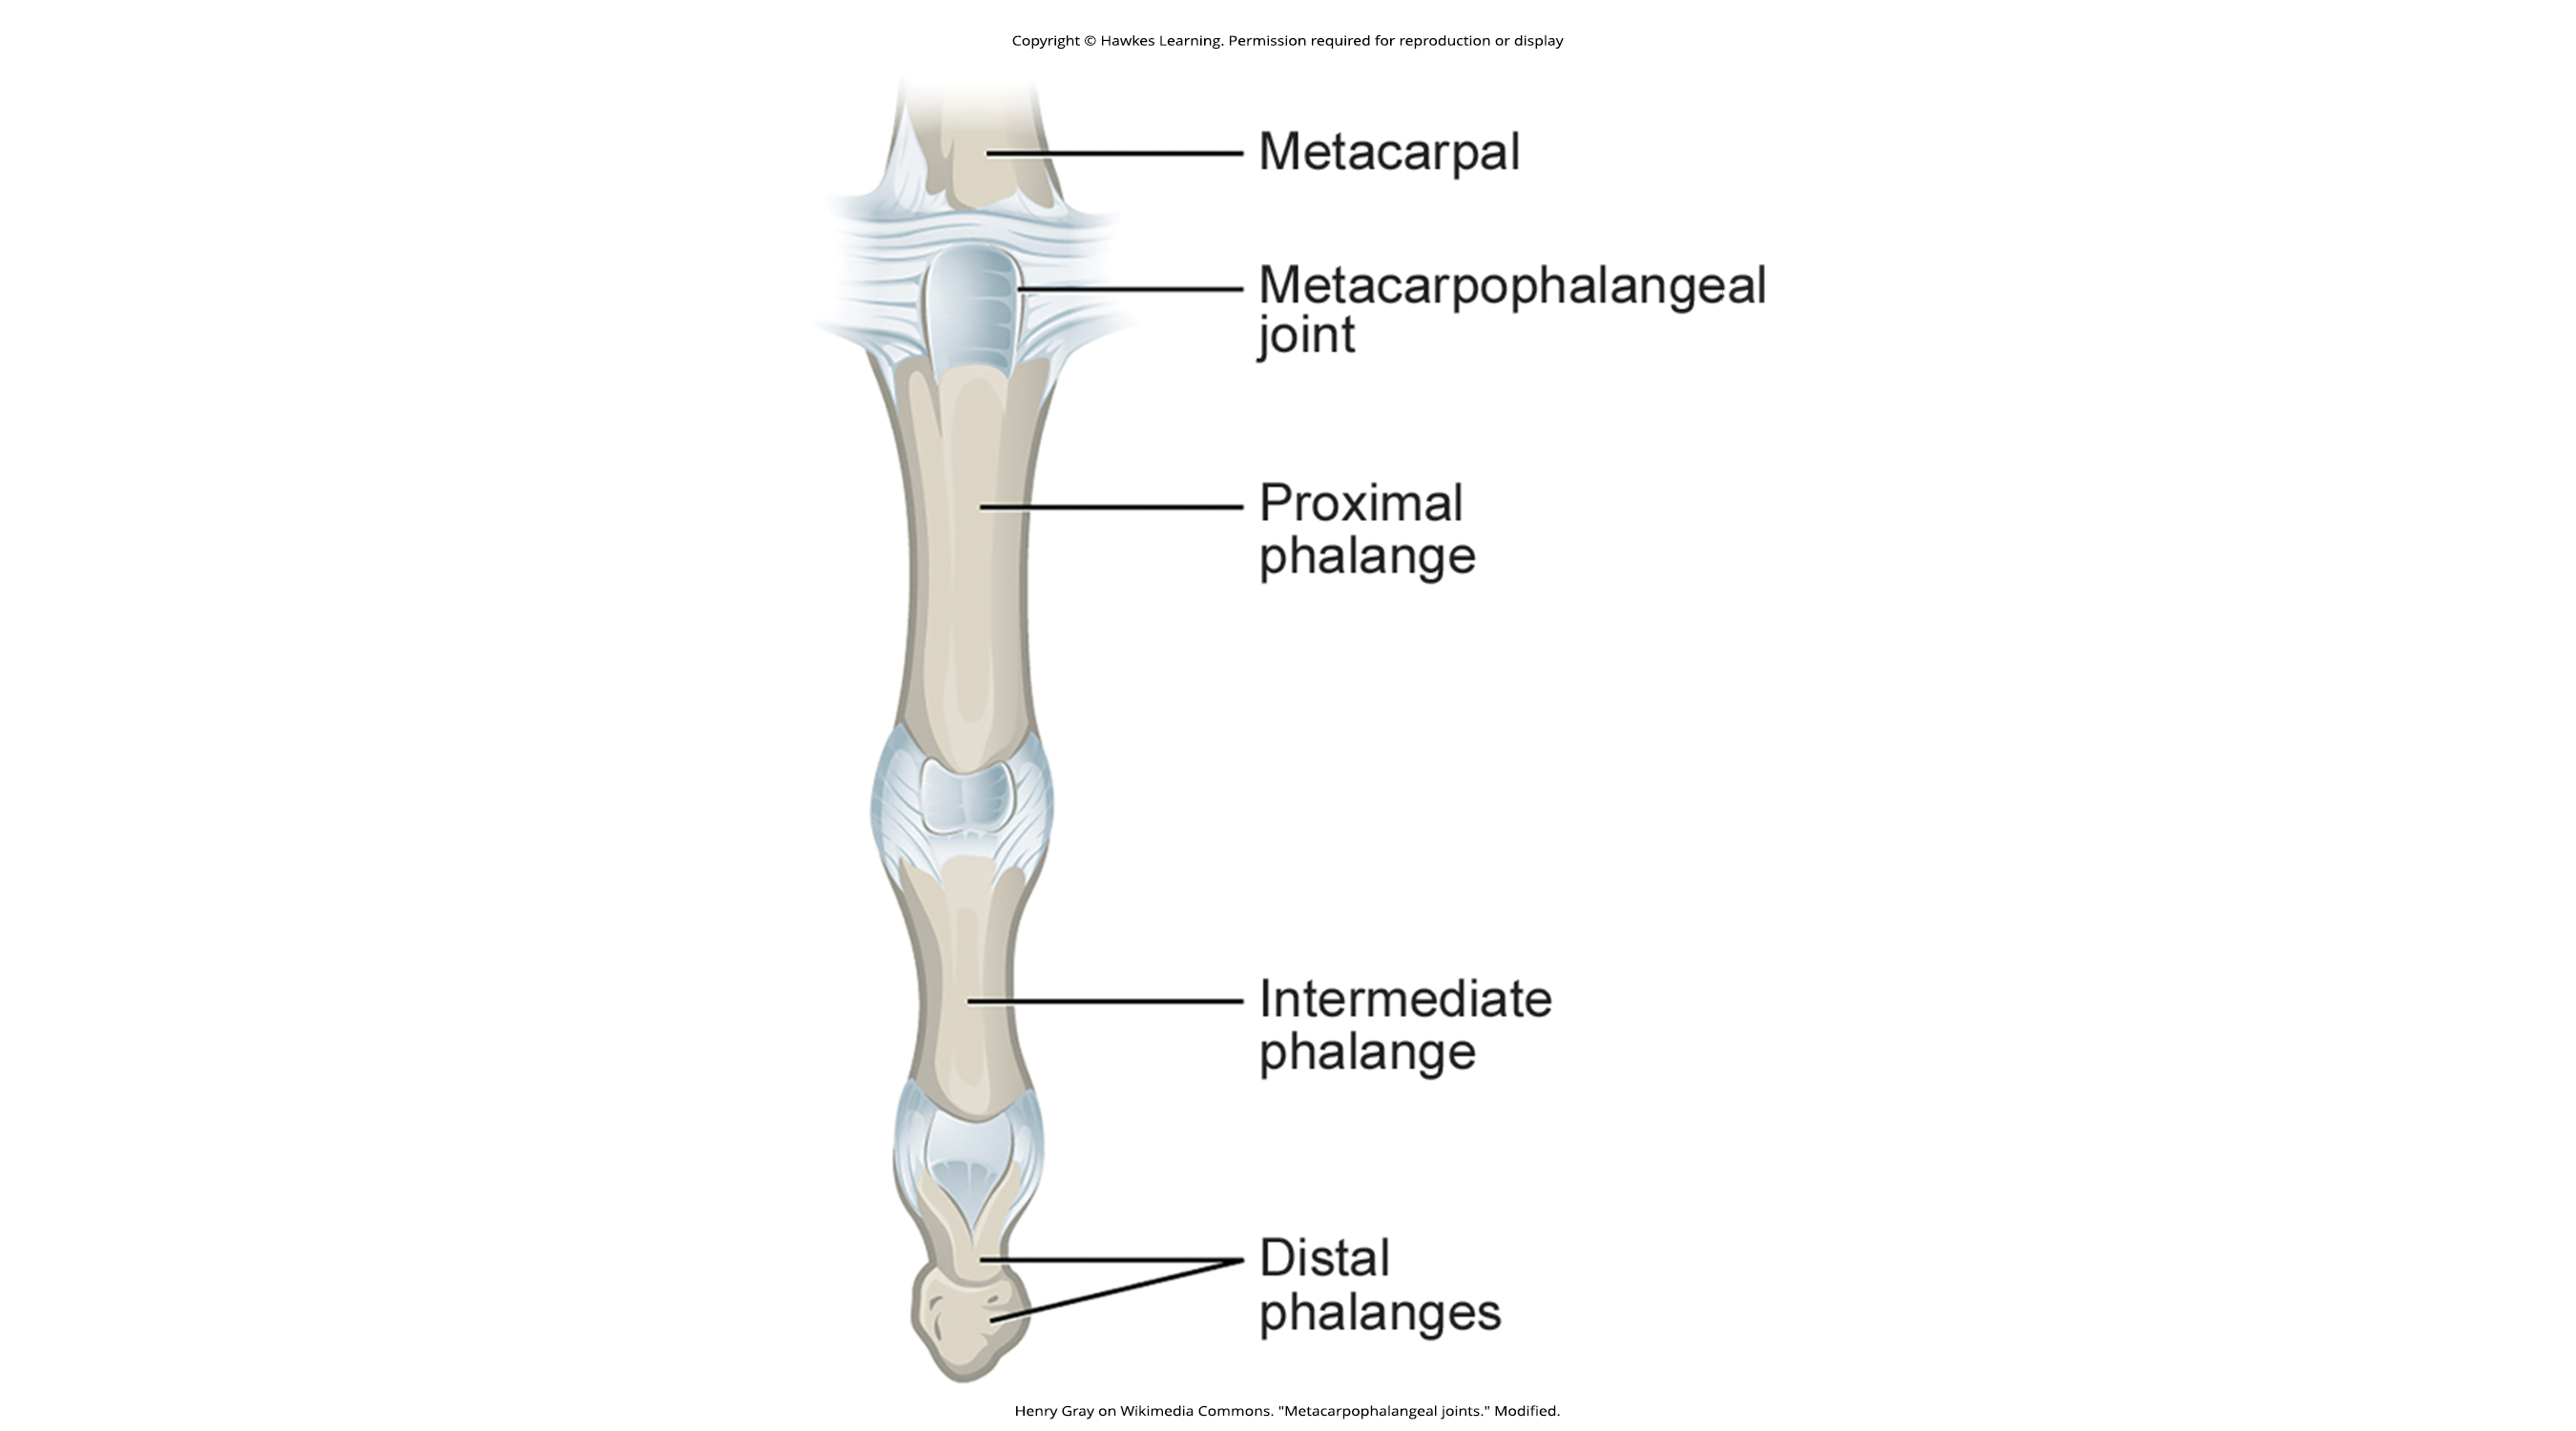 Copyright © Hawkes Learning. Permission required for reproduction or display
Metacarpal
Metacarpophalangeal
joint
Proximal
phalange
Intermediate
phalange
Distal
phalanges
Henry Gray on Wikimedia Commons. "Metacarpophalangeal joints." Modified.